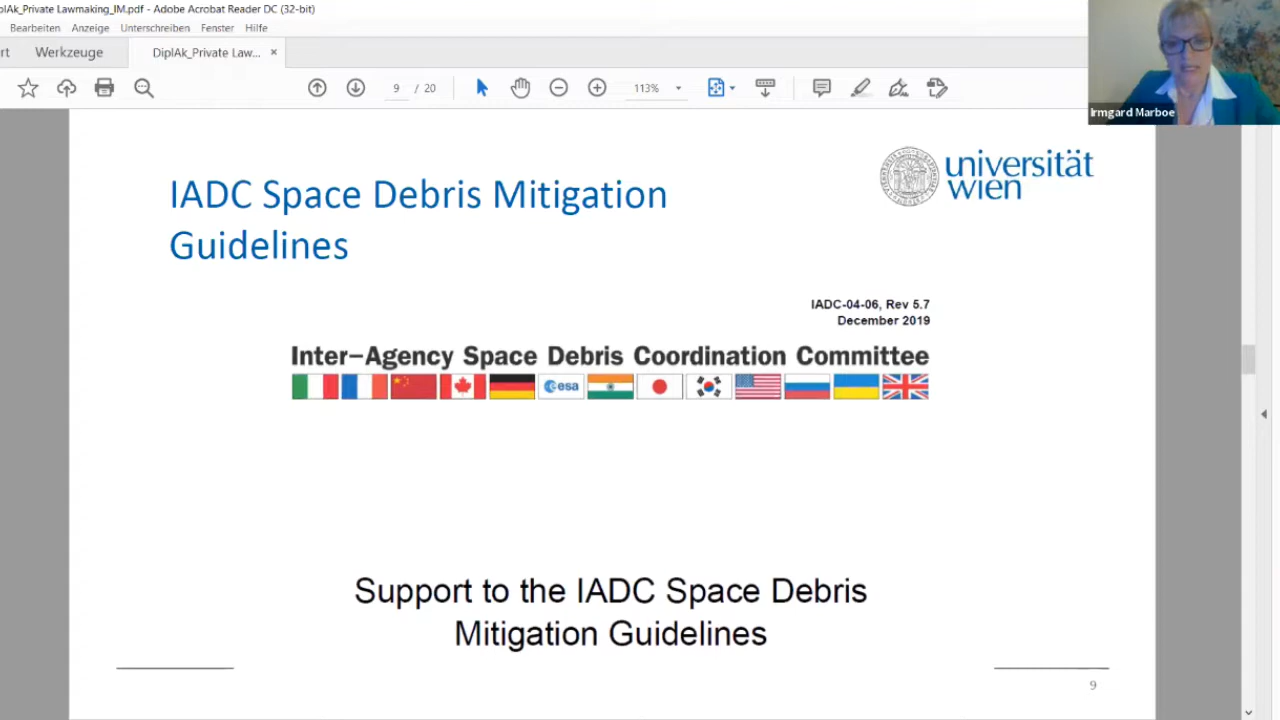 plAk_Private Lawmaking_IM.pdf - Adobe Acrobat Reader DC (32-bit)
Bearbeiten Anzeige Unterschreiben Fenster Hilfe
rt Werkzeuge DiplAk_Private Law... ×
9 / 20 113%
Irmgard Marboe
universität
wien
IADC Space Debris Mitigation
Guidelines
IADC-04-06, Rev 5.7
December 2019
Inter-Agency Space Debris Coordination Committee
esa
Support to the IADC Space Debris
Mitigation Guidelines
9